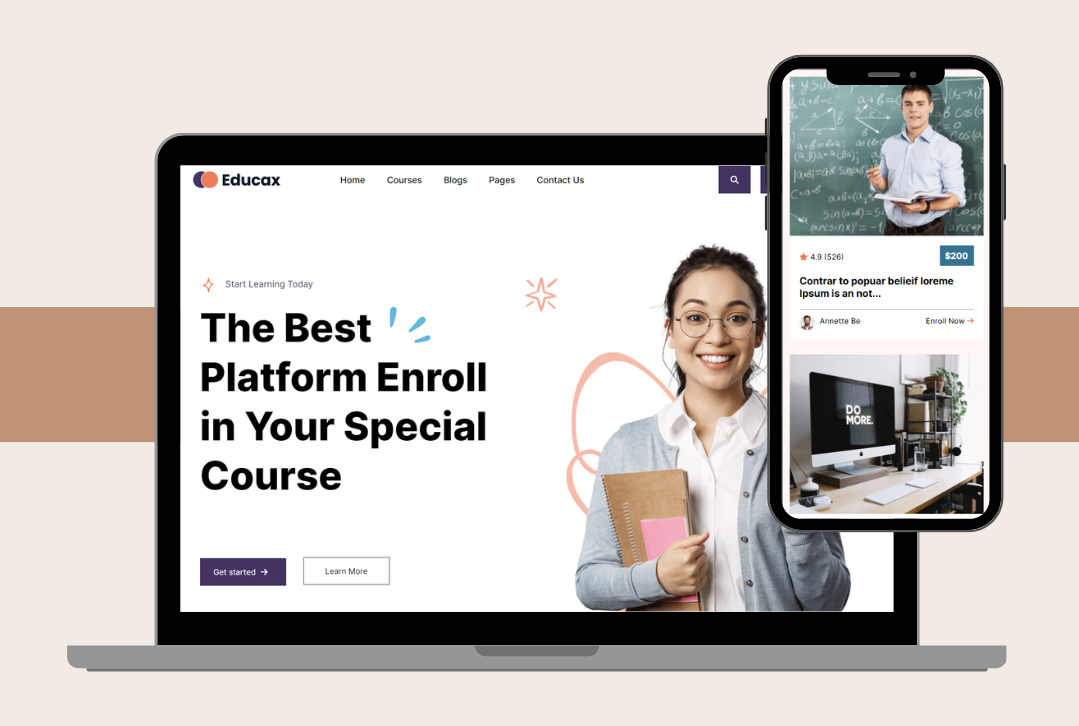 Educax
Home Courses Blogs Pages Contact Us
Start Learning Today
The Best
Platform Enroll
in Your Special
Course
Get started →
Learn More
4.9 (526)
$200
Contrar to popuar belieif loreme
Ipsum is an not...
Annette Be
Enroll Now →
DO
MORE.